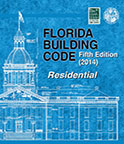 FLORIDA
BUILDING
CODE Fifth Edition
(2014)
Residential